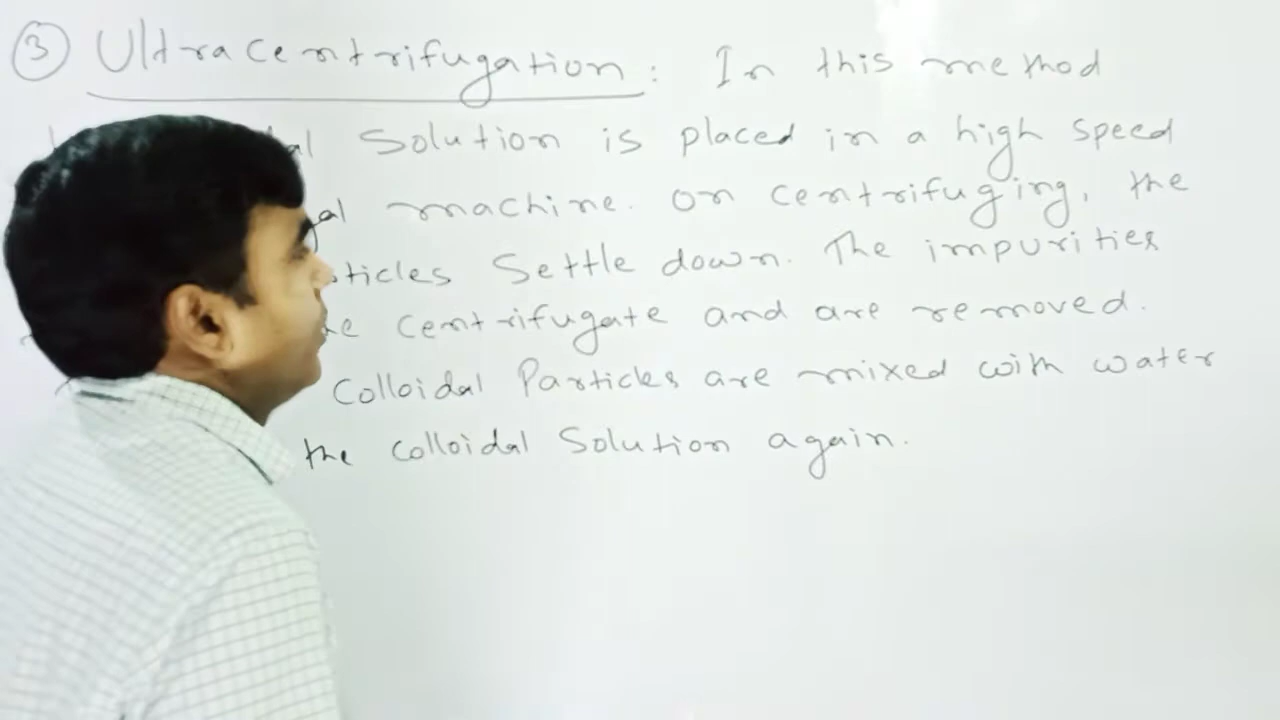 ③ Ultracentrifugation : In this method
Solution is placed in a high speed
machine. On centrifuging, the
Settle down. The impurities
centrifugate and are removed.
Colloidal Particles are mixed with water
the colloidal Solution again.